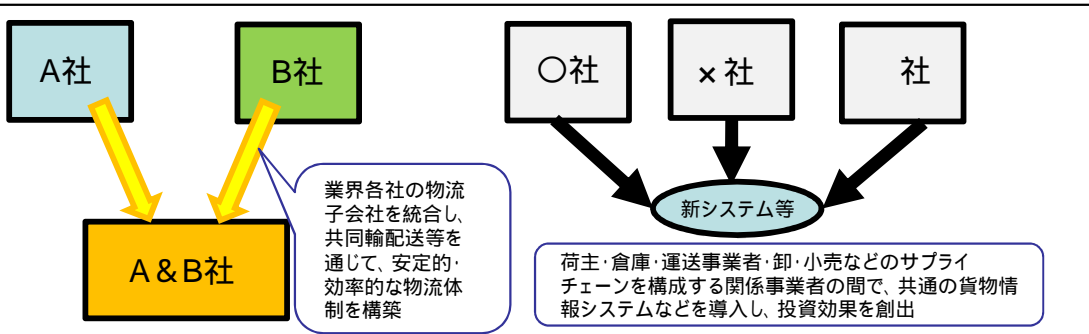 A社
B社
A&B社
業界各社の物流
子会社を統合し、
共同輸配送等を
通じて、安定的・
効率的な物流体
制を構築
〇社
×社
社
新システム等
荷主・倉庫・運送事業者・卸・小売などのサプライ
チェーンを構成する関係事業者の間で、共通の貨物情
報システムなどを導入し、投資効果を創出